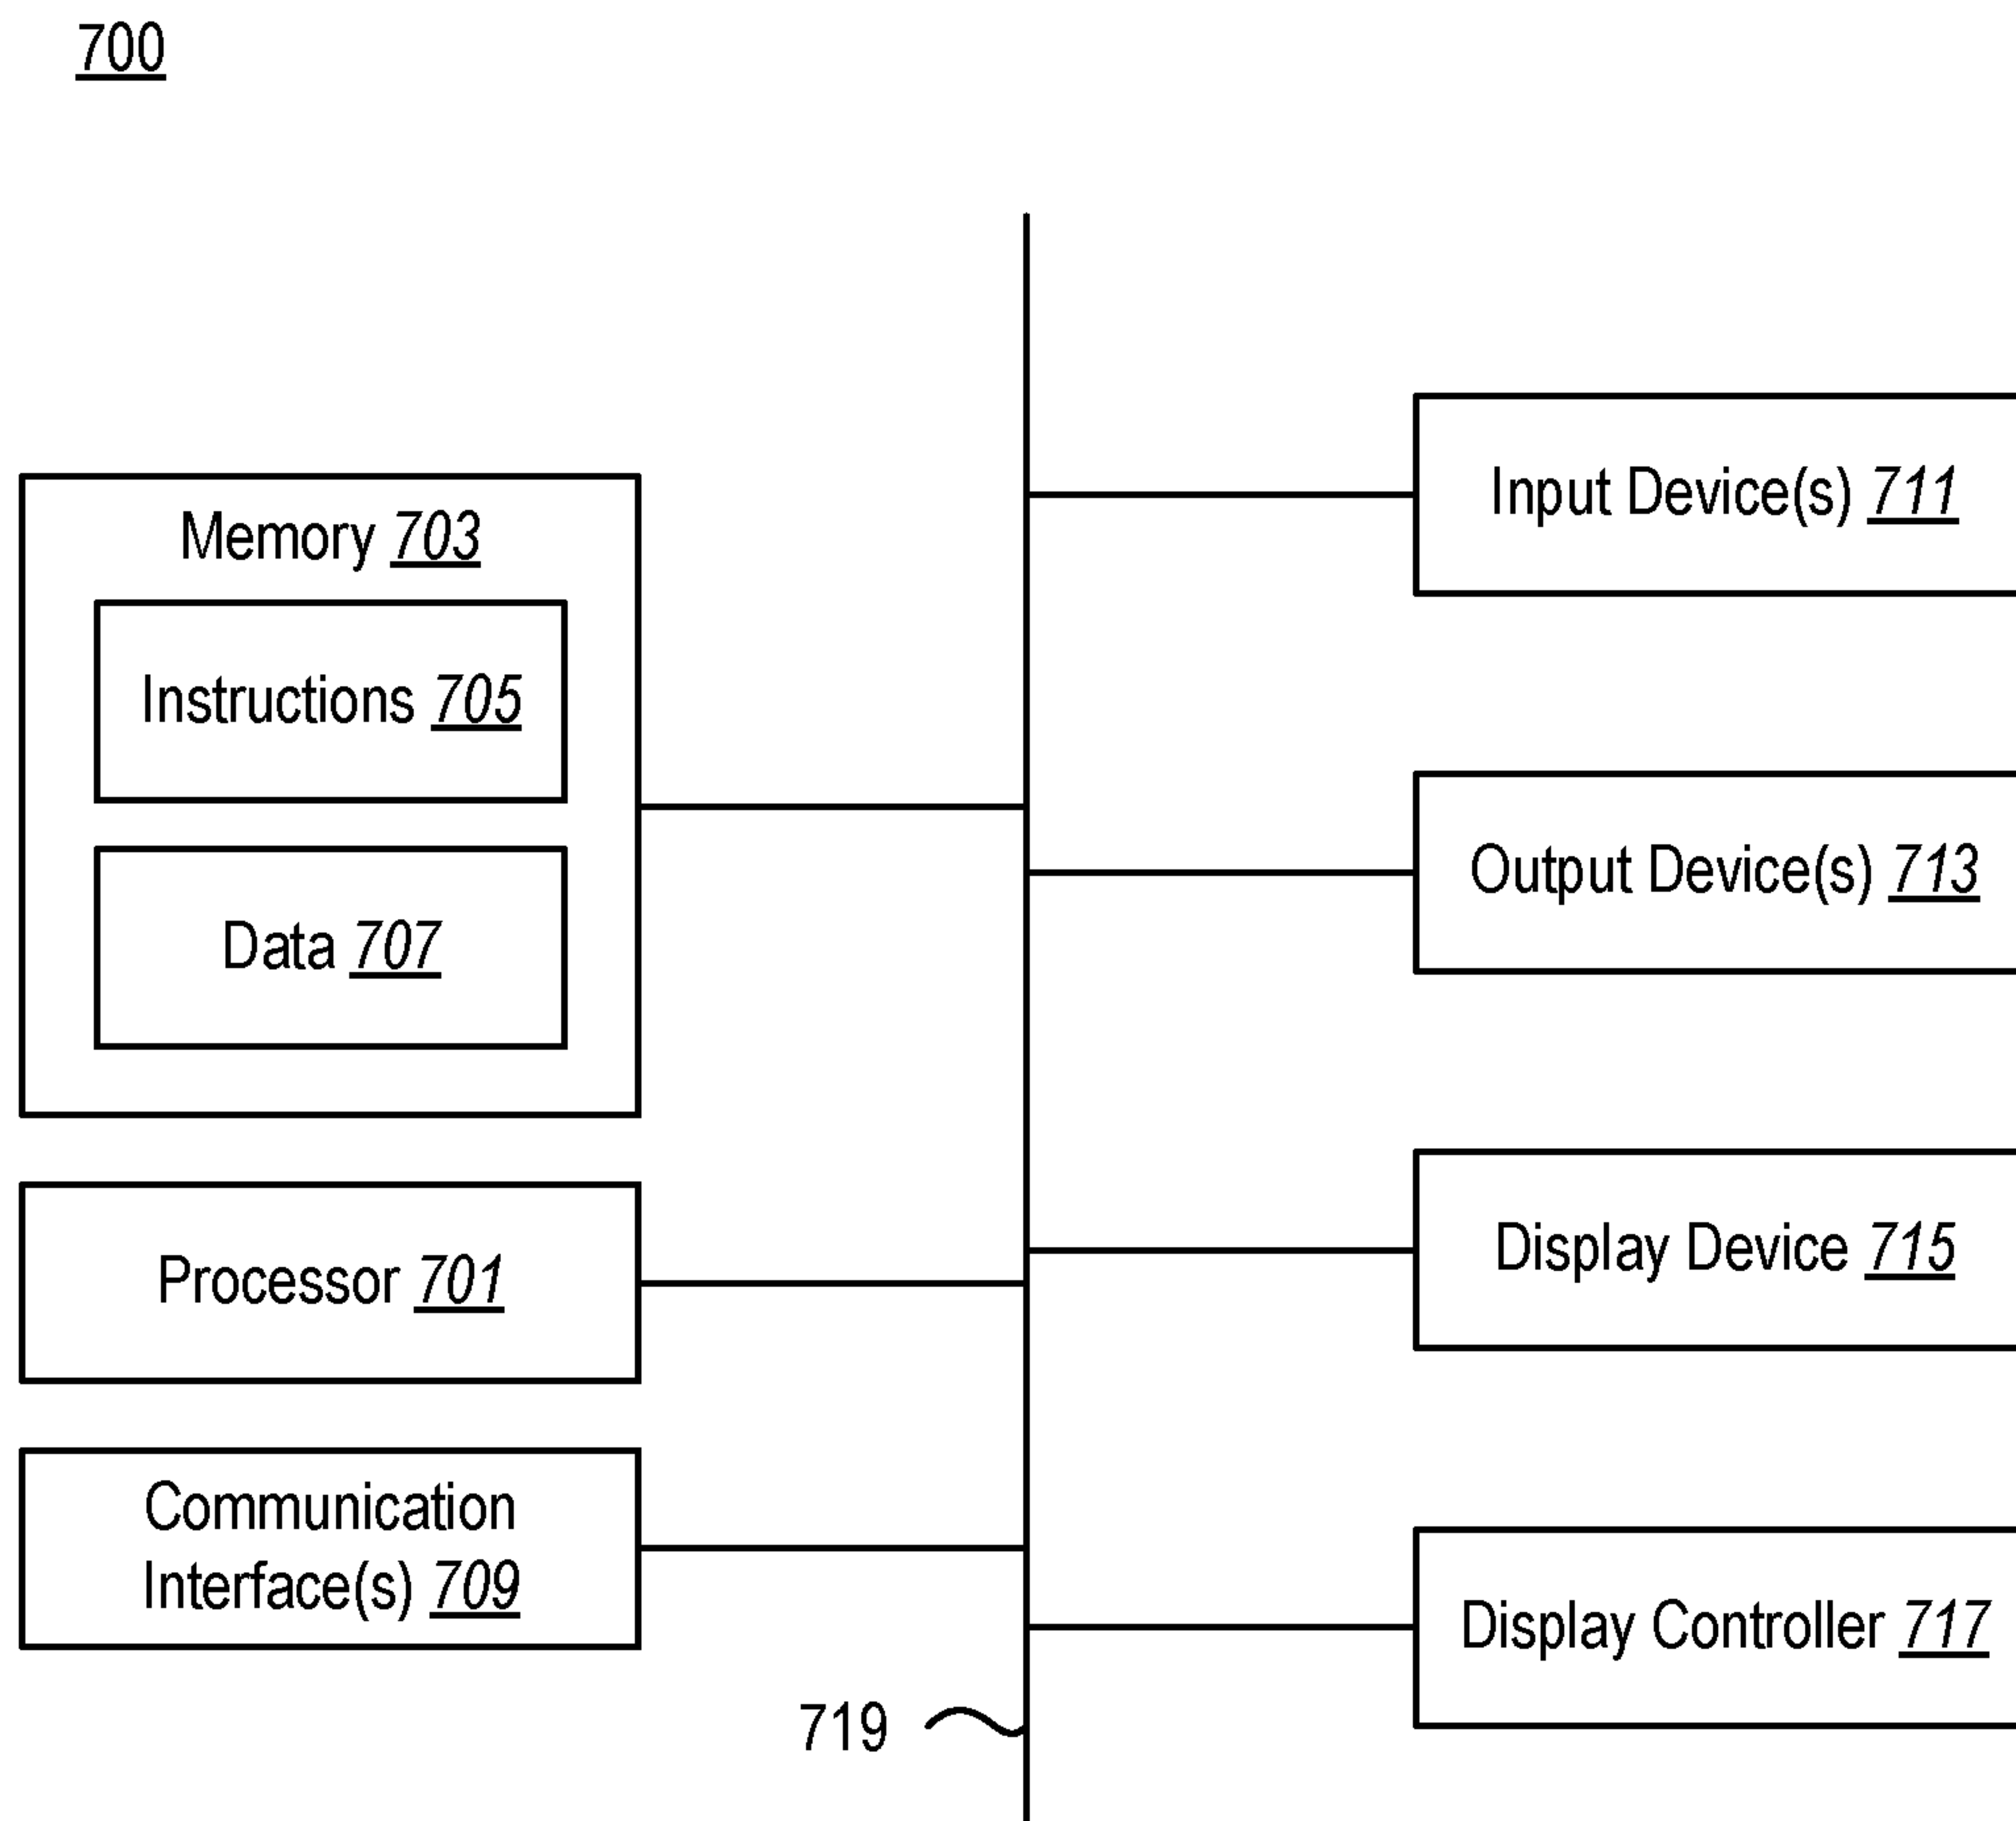 700
Memory 703
Instructions 705
Data 707
Processor 701
Communication
Interface(s) 709
719
Input Device(s) 711
Output Device(s) 713
Display Device 715
Display Controller 717